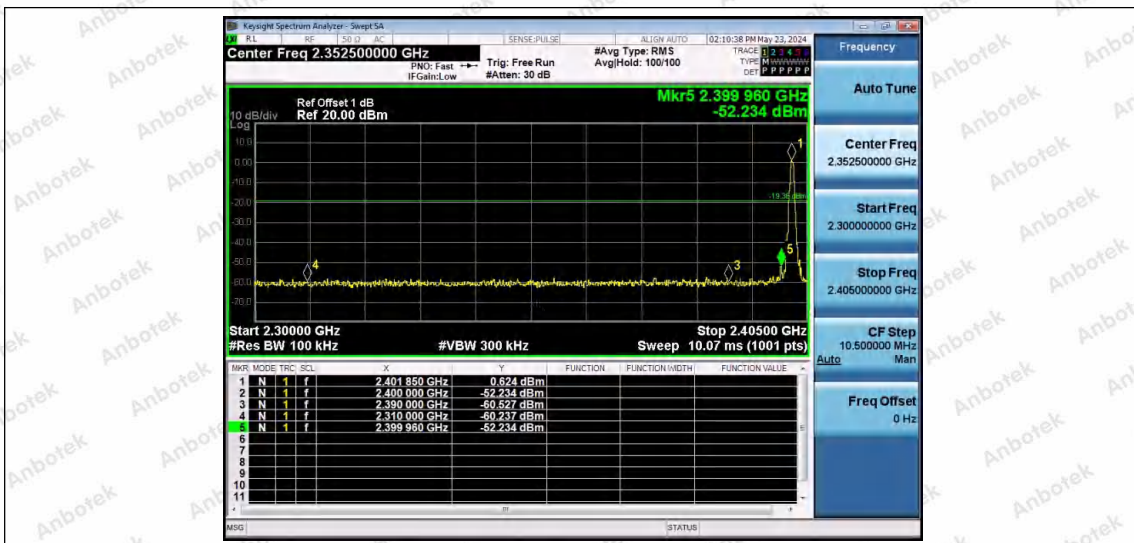 Keysight Spectrum Analyzer - Swept SA
RL RF 50 Ω AC SENSE:PULSE ALIGN AUTO 02:10:38 PM May 23, 2024
Center Freq 2.352500000 GHz
PNO: Fast
IFGain:Low
Trig: Free Run
#Atten: 30 dB
#Avg Type: RMS
Avg|Hold: 100/100
TRACE 1 2 3 4 5 6
TYPE M W W W W W
DET P P P P P P
Mkr5 2.399 960 GHz
-52.234 dBm
Ref Offset 1 dB
10 dB/div Ref 20.00 dBm
Log
10.0
0.00
-10.0
-20.0
-30.0
-40.0
-50.0
-60.0
-70.0
-19.38 dBm
1
5
3
4
Start 2.30000 GHz Stop 2.40500 GHz
#Res BW 100 kHz #VBW 300 kHz Sweep 10.07 ms (1001 pts)
MKR MODE TRC SCL X Y FUNCTION FUNCTION WIDTH FUNCTION VALUE
1 N 1 f 2.401 850 GHz 0.624 dBm
2 N 1 f 2.400 000 GHz -52.234 dBm
3 N 1 f 2.390 000 GHz -60.527 dBm
4 N 1 f 2.310 000 GHz -60.237 dBm
5 N 1 f 2.399 960 GHz -52.234 dBm
6
7
8
9
10
11
MSG STATUS
Frequency
Auto Tune
Center Freq
2.352500000 GHz
Start Freq
2.300000000 GHz
Stop Freq
2.405000000 GHz
CF Step
10.500000 MHz
Auto Man
Freq Offset
0 Hz
Anbotek